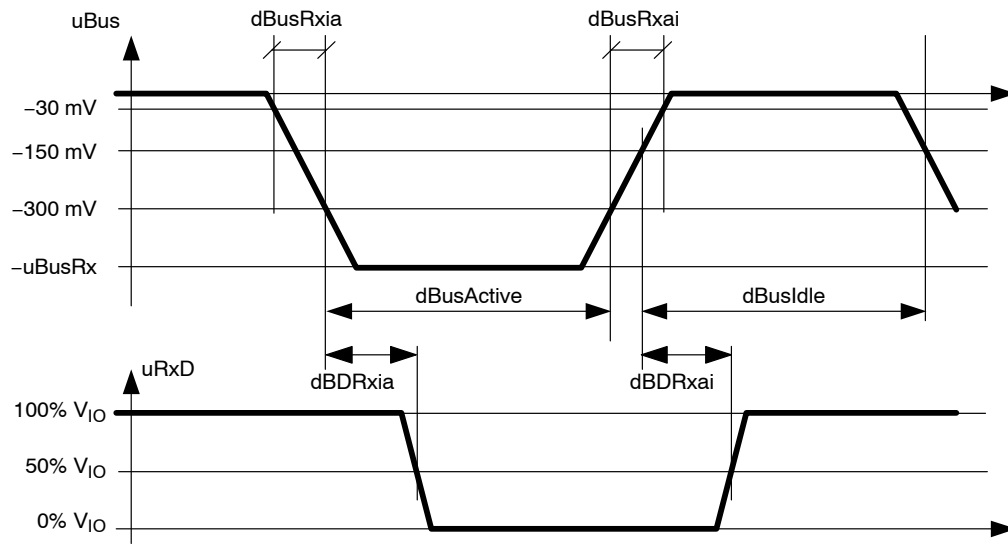 uBus dBusRxia dBusRxai
−30 mV
−150 mV
−300 mV
−uBusRx
dBusActive dBusIdle
uRxD dBDRxia dBDRxai
100% VIO
50% VIO
0% VIO